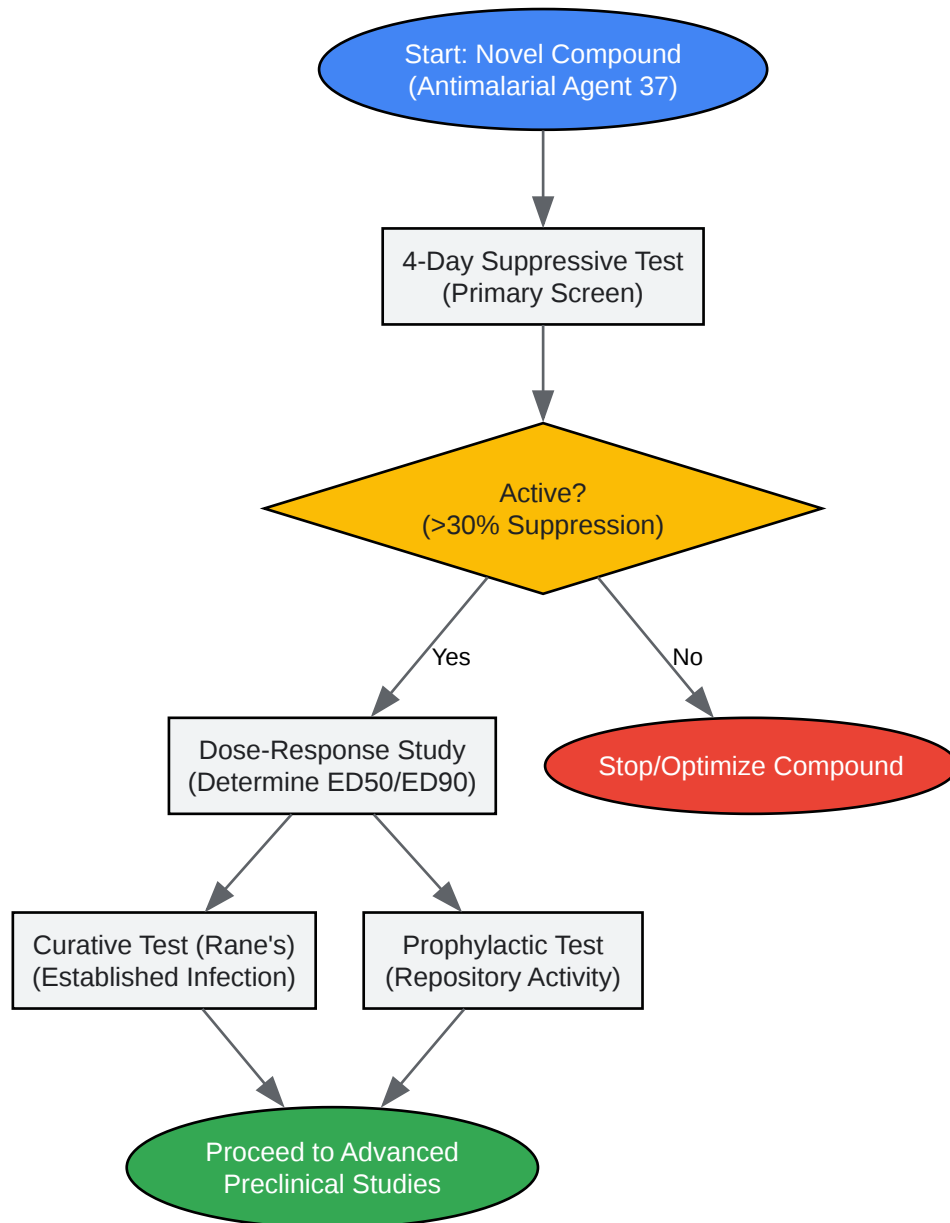 Start: Novel Compound
(Antimalarial Agent 37)
4-Day Suppressive Test
(Primary Screen)
Active?
(>30% Suppression)
Yes
No
Dose-Response Study
(Determine ED50/ED90)
Stop/Optimize Compound
Curative Test (Rane's)
(Established Infection)
Prophylactic Test
(Repository Activity)
Proceed to Advanced
Preclinical Studies